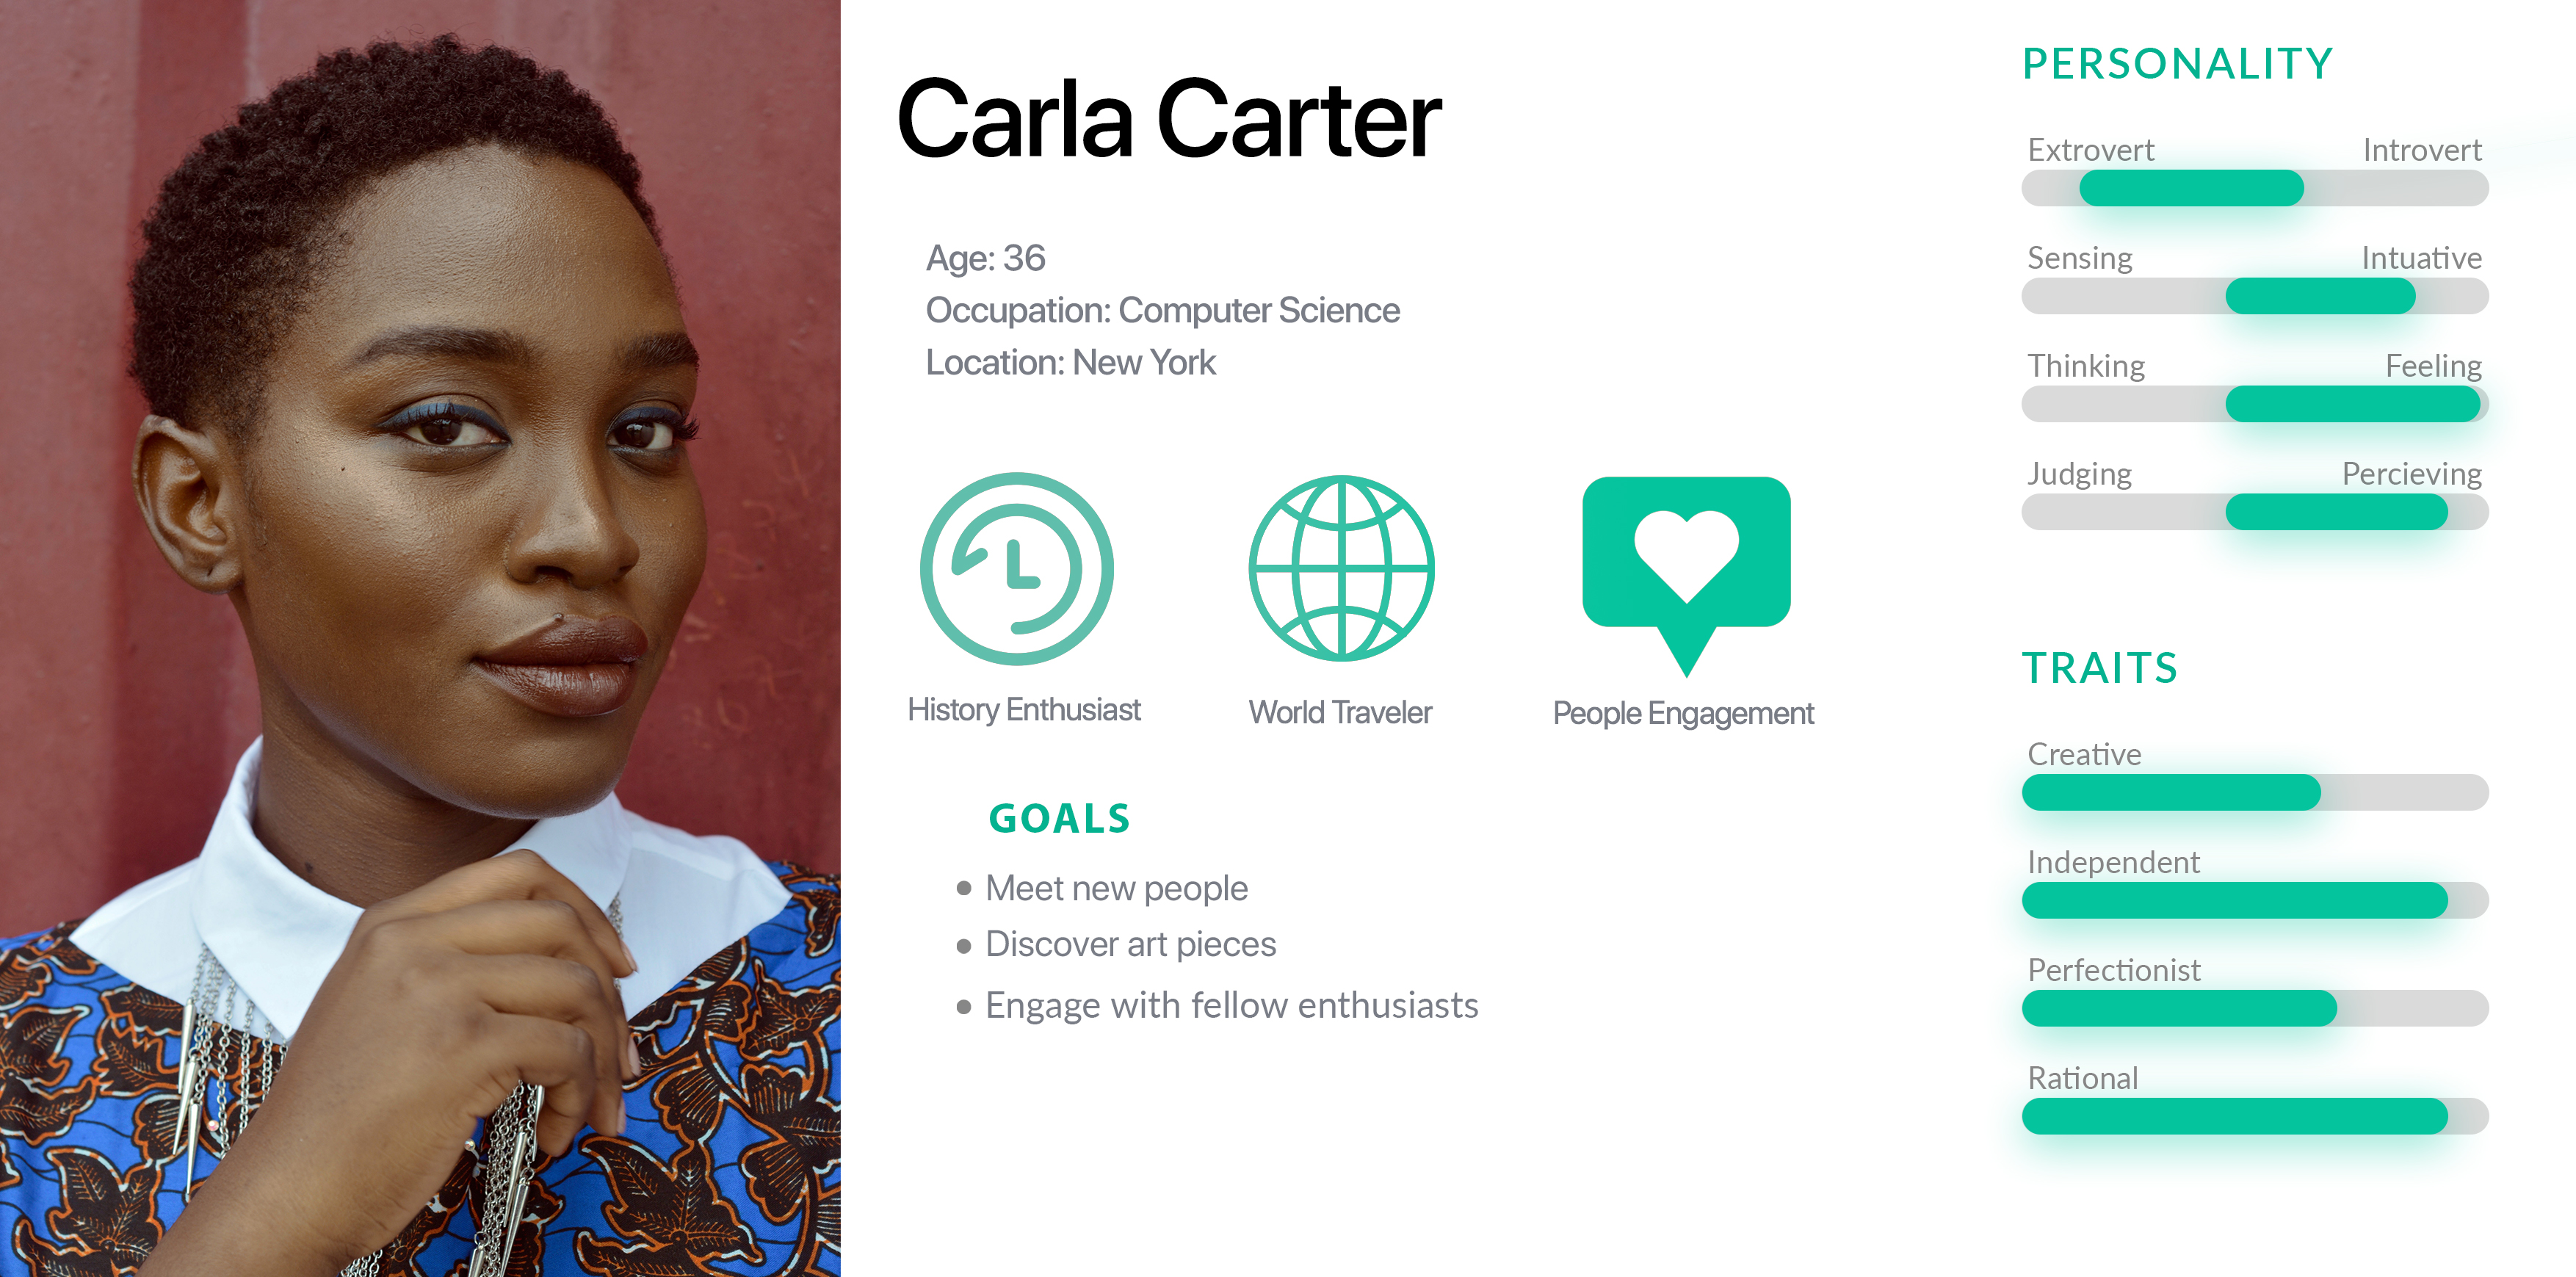 Carla Carter
Age: 36
Occupation: Computer Science
Location: New York
History Enthusiast
World Traveler
People Engagement
GOALS
• Meet new people
• Discover art pieces
• Engage with fellow enthusiasts
PERSONALITY
Extrovert Introvert
Sensing Intuative
Thinking Feeling
Judging Percieving
TRAITS
Creative
Independent
Perfectionist
Rational